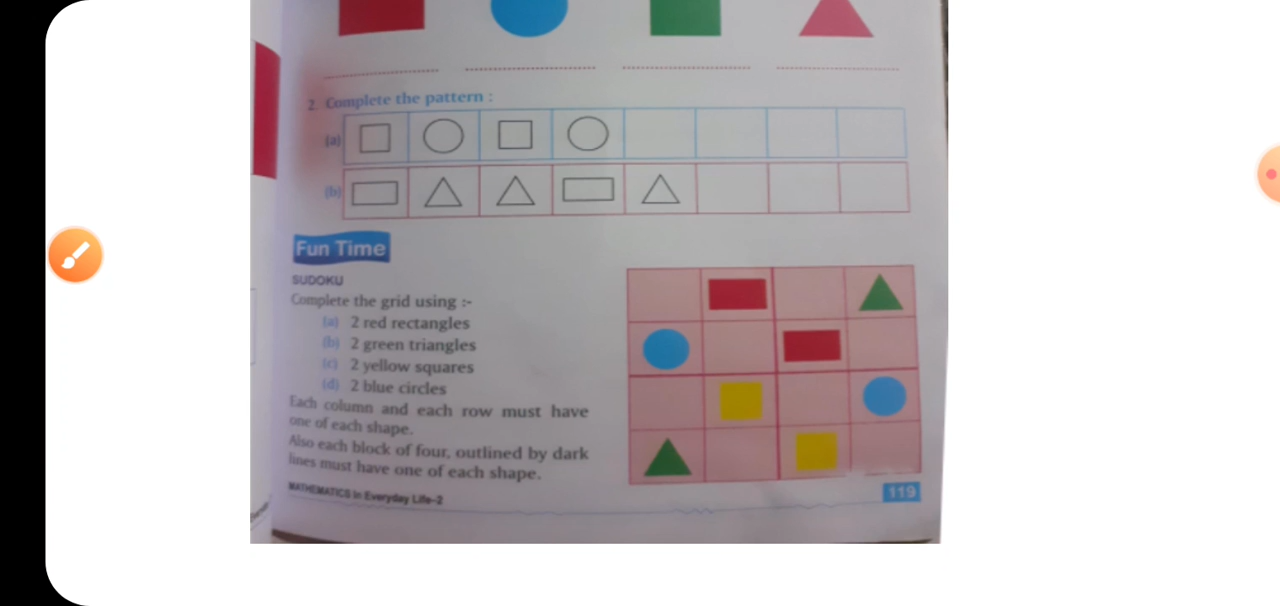 2. Complete the pattern :
(a)
(b)
Fun Time
SUDOKU
Complete the grid using :-
(a) 2 red rectangles
(b) 2 green triangles
(c) 2 yellow squares
(d) 2 blue circles
Each column and each row must have
one of each shape.
Also each block of four, outlined by dark
lines must have one of each shape.
MATHEMATICS In Everyday Life-2
119